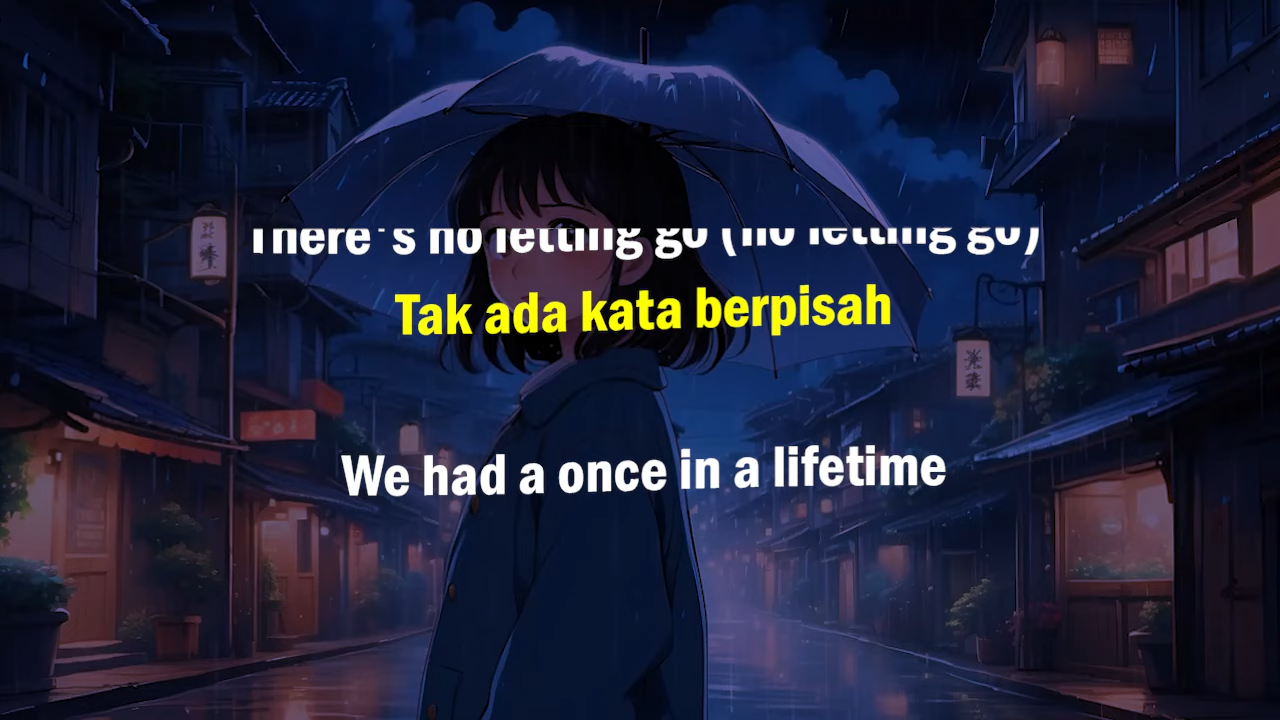 There's no letting go (no letting go)
Tak ada kata berpisah
We had a once in a lifetime